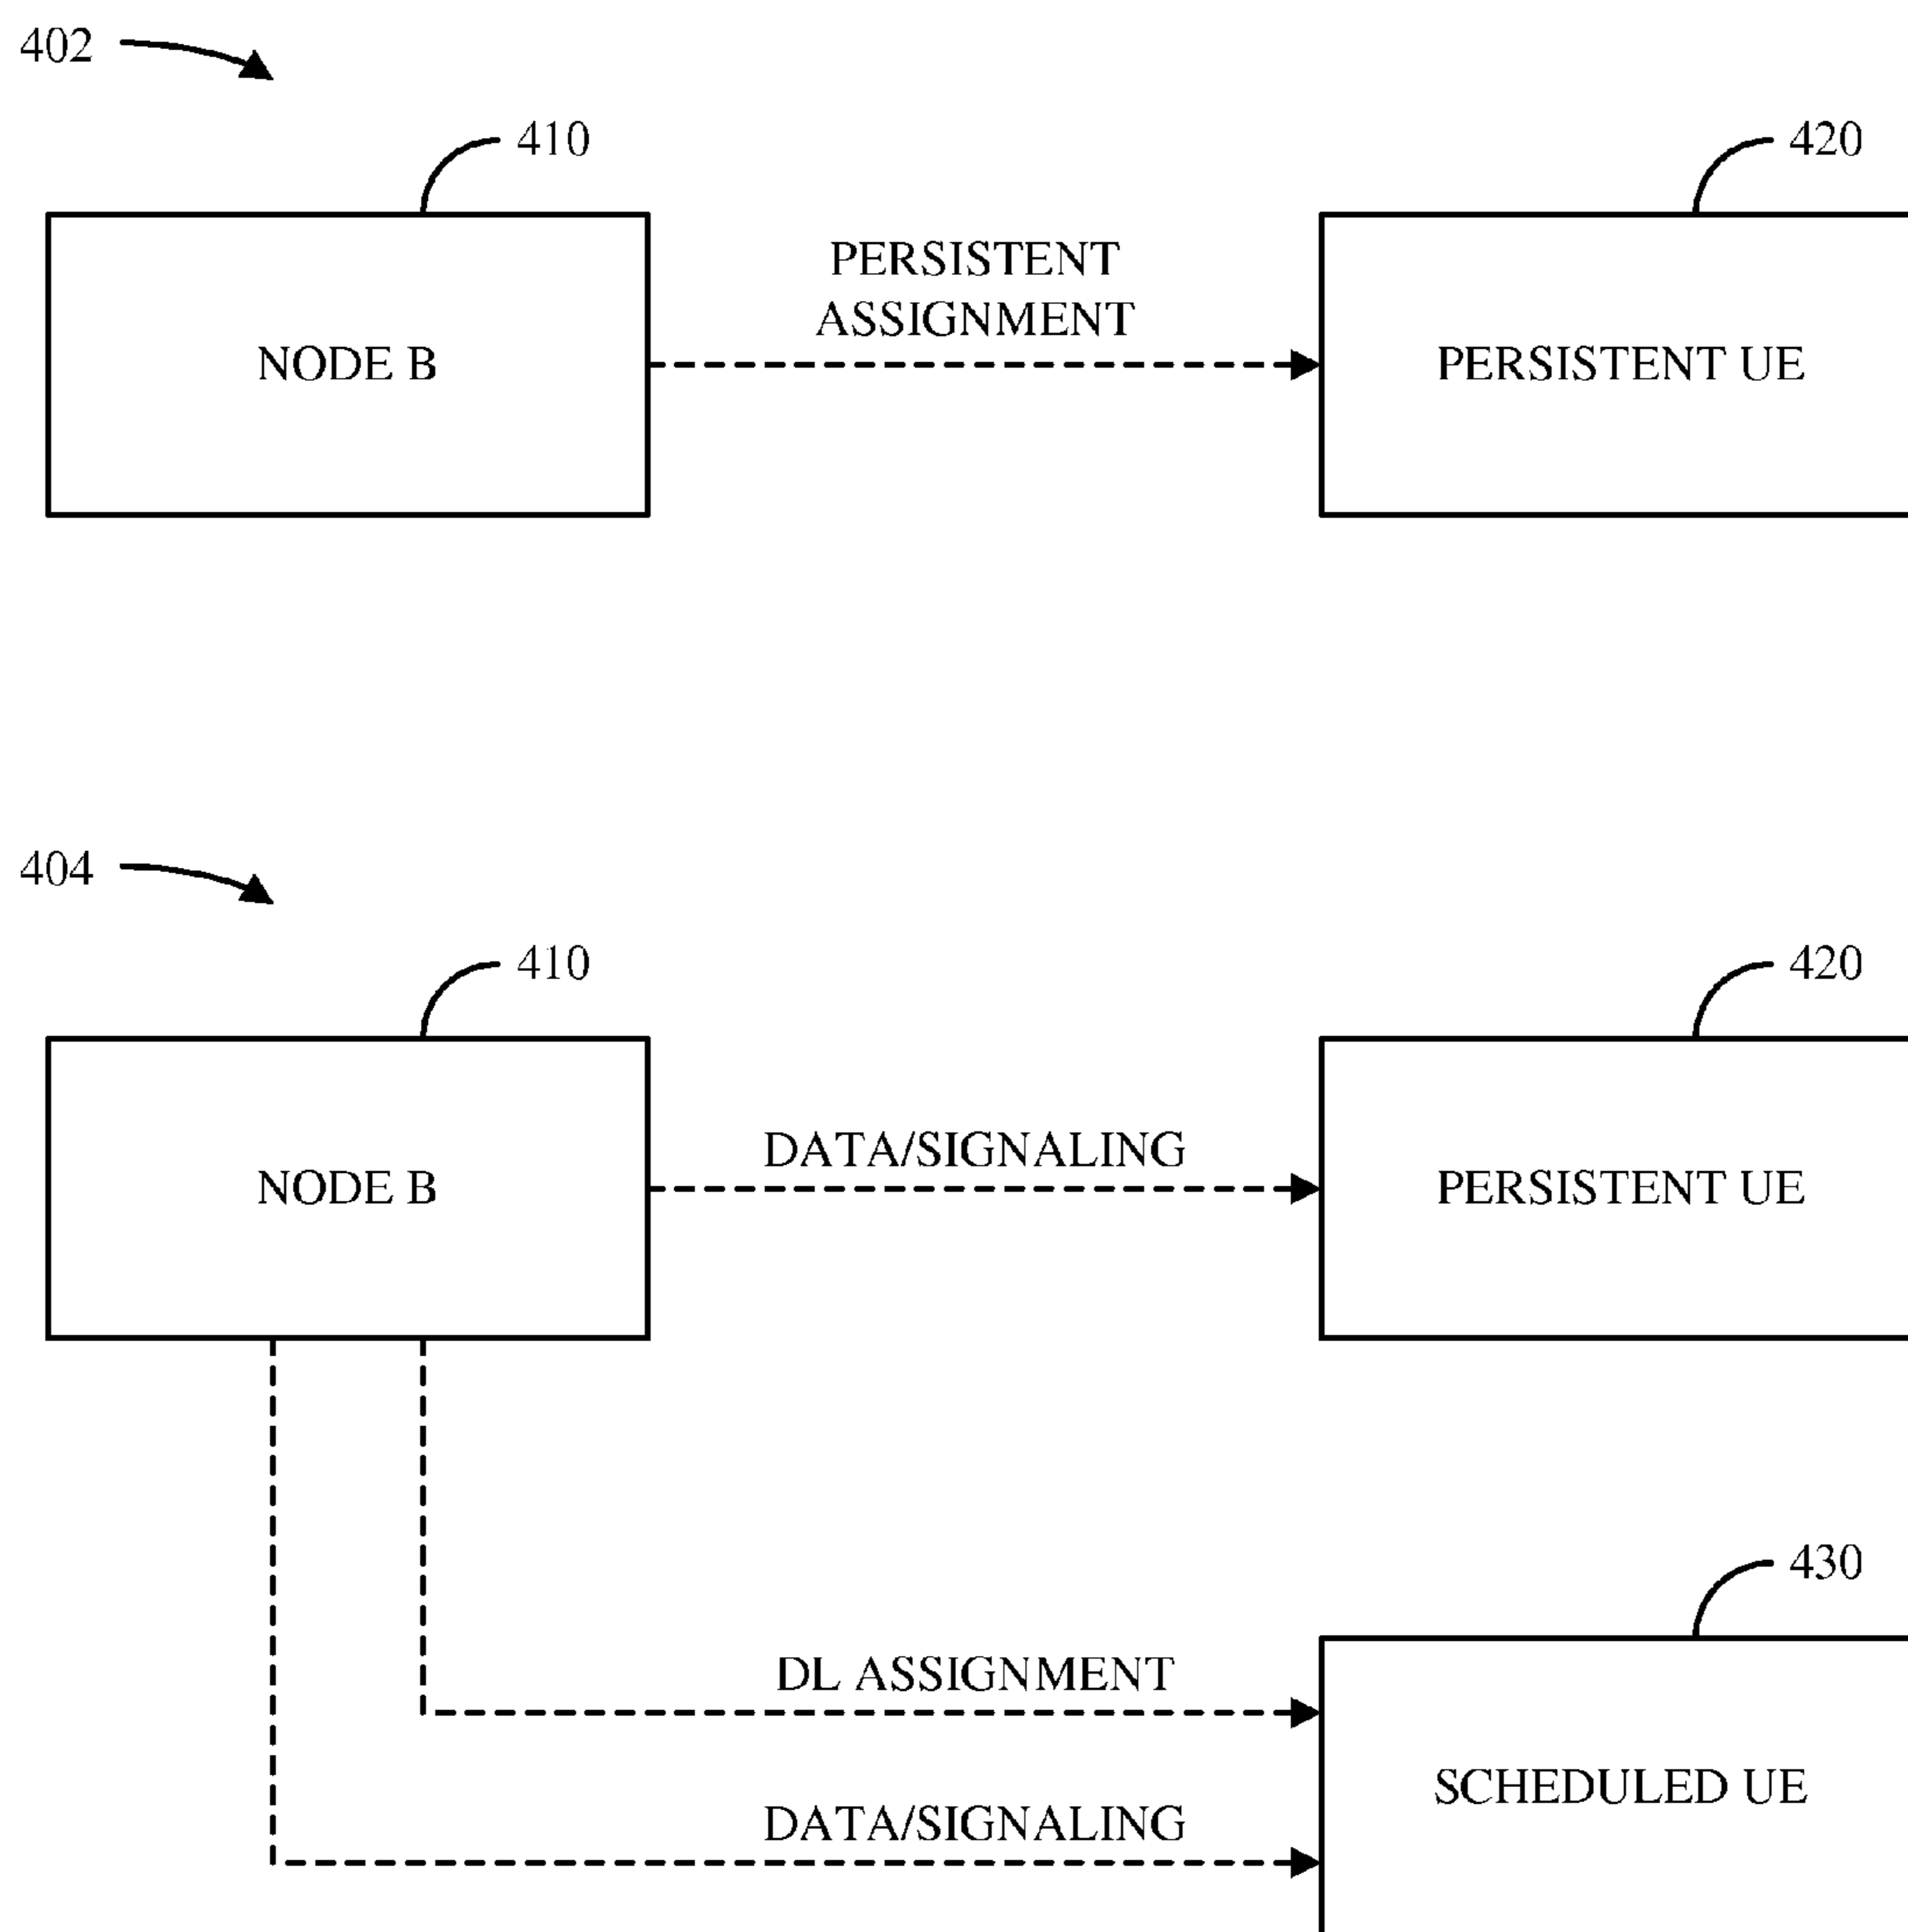 402
410
420
PERSISTENT
ASSIGNMENT
NODE B
PERSISTENT UE
404
410
420
DATA/SIGNALING
NODE B
PERSISTENT UE
430
DL ASSIGNMENT
SCHEDULED UE
DATA/SIGNALING